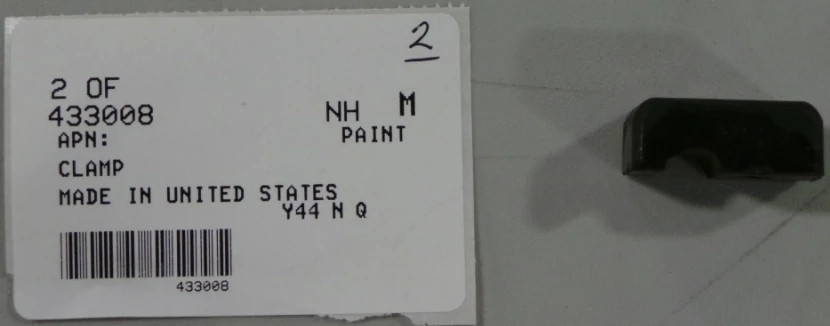 2
2 OF
433008 NH M
APN: PAINT
CLAMP
MADE IN UNITED STATES
Y44 N Q
433008